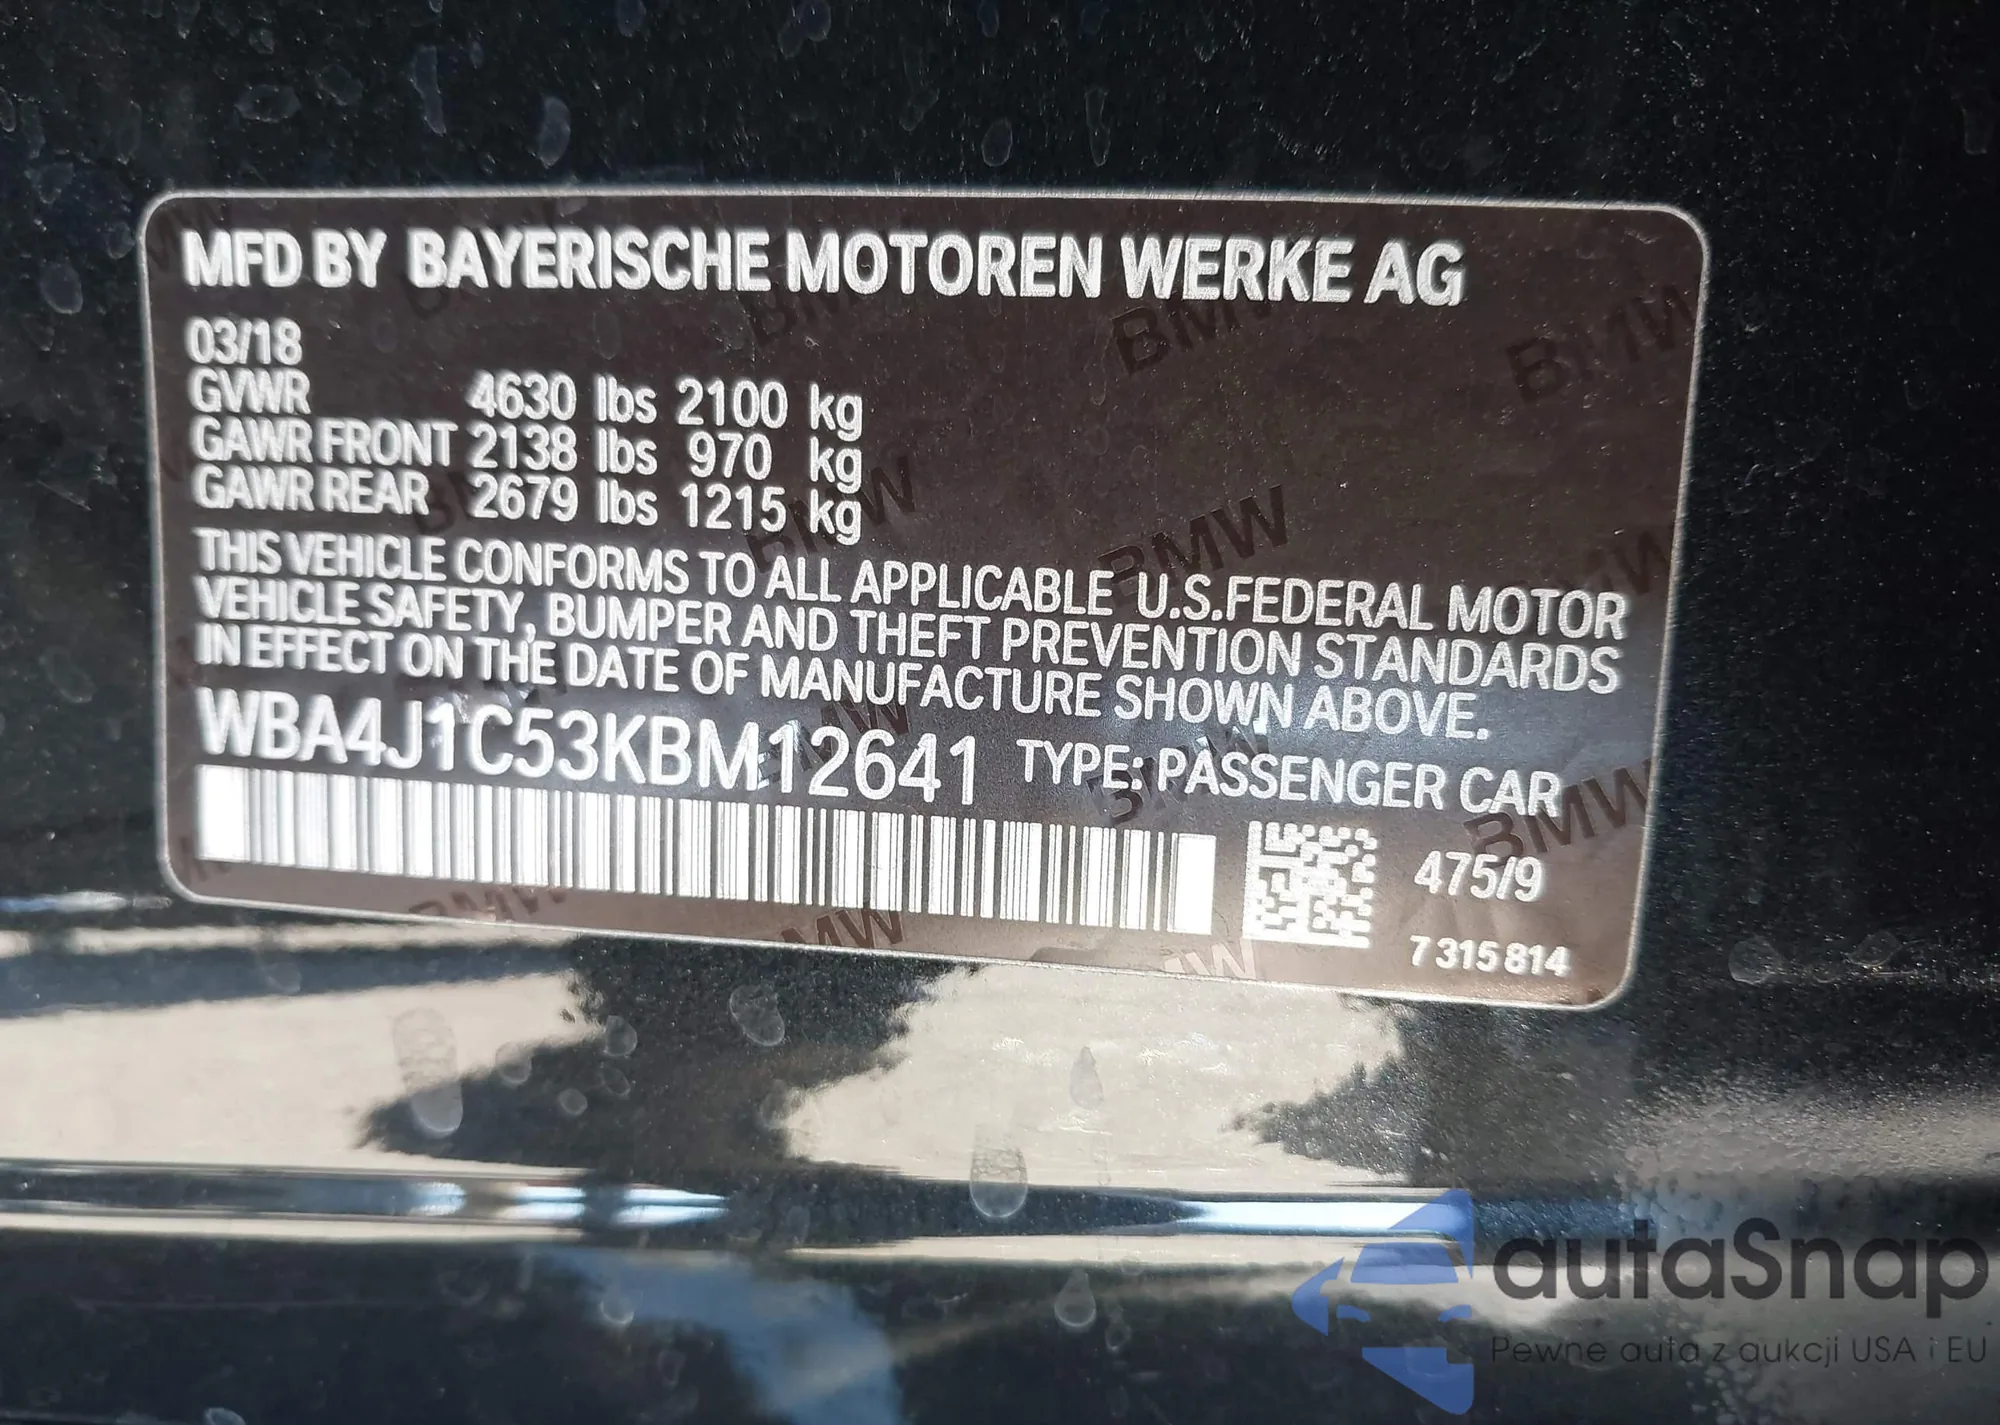 MFD BY BAYERISCHE MOTOREN WERKE AG
03/18
GVWR 4630 lbs 2100 kg
GAWR FRONT 2138 lbs 970 kg
GAWR REAR 2679 lbs 1215 kg
THIS VEHICLE CONFORMS TO ALL APPLICABLE U.S.FEDERAL MOTOR
VEHICLE SAFETY, BUMPER AND THEFT PREVENTION STANDARDS
IN EFFECT ON THE DATE OF MANUFACTURE SHOWN ABOVE.
WBA4J1C53KBM12641 TYPE: PASSENGER CAR
475/9
7 315 814
autaSnap
Pewne auta z aukcji USA i EU